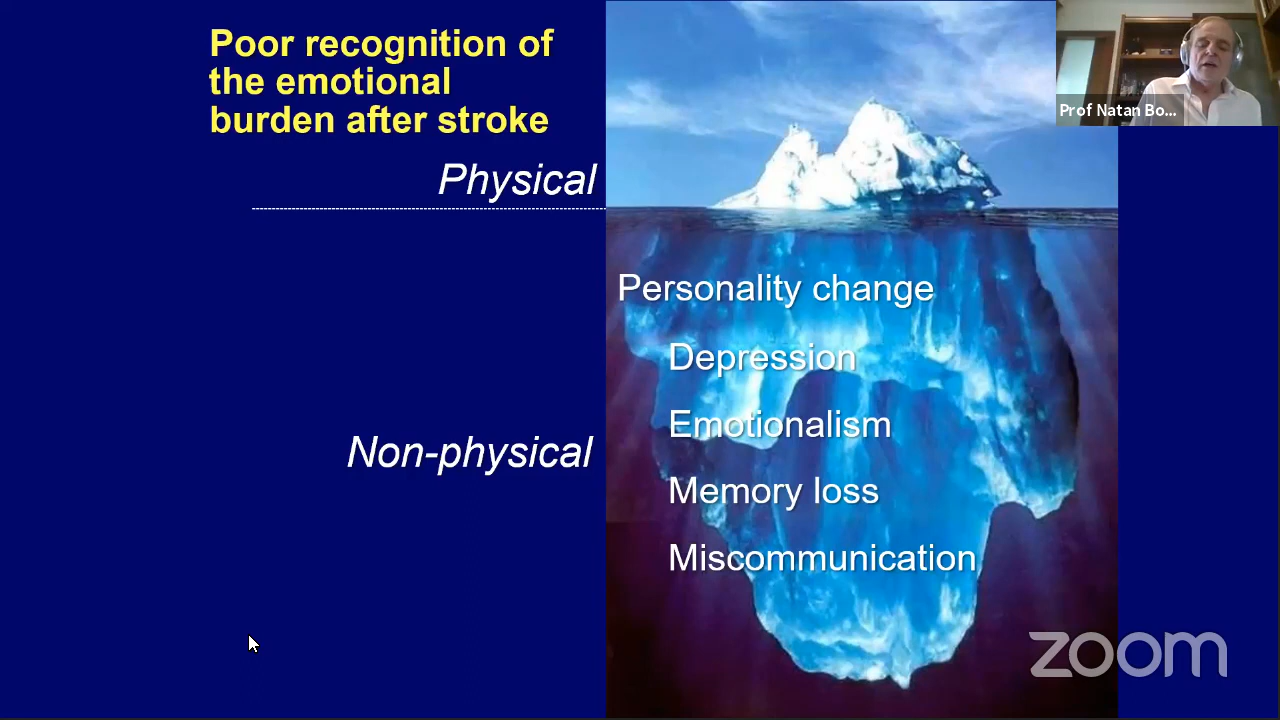 Poor recognition of
the emotional
burden after stroke
Physical
Prof Natan Bo...
Personality change
Depression
Emotionalism
Non-physical
Memory loss
Miscommunication
zoom